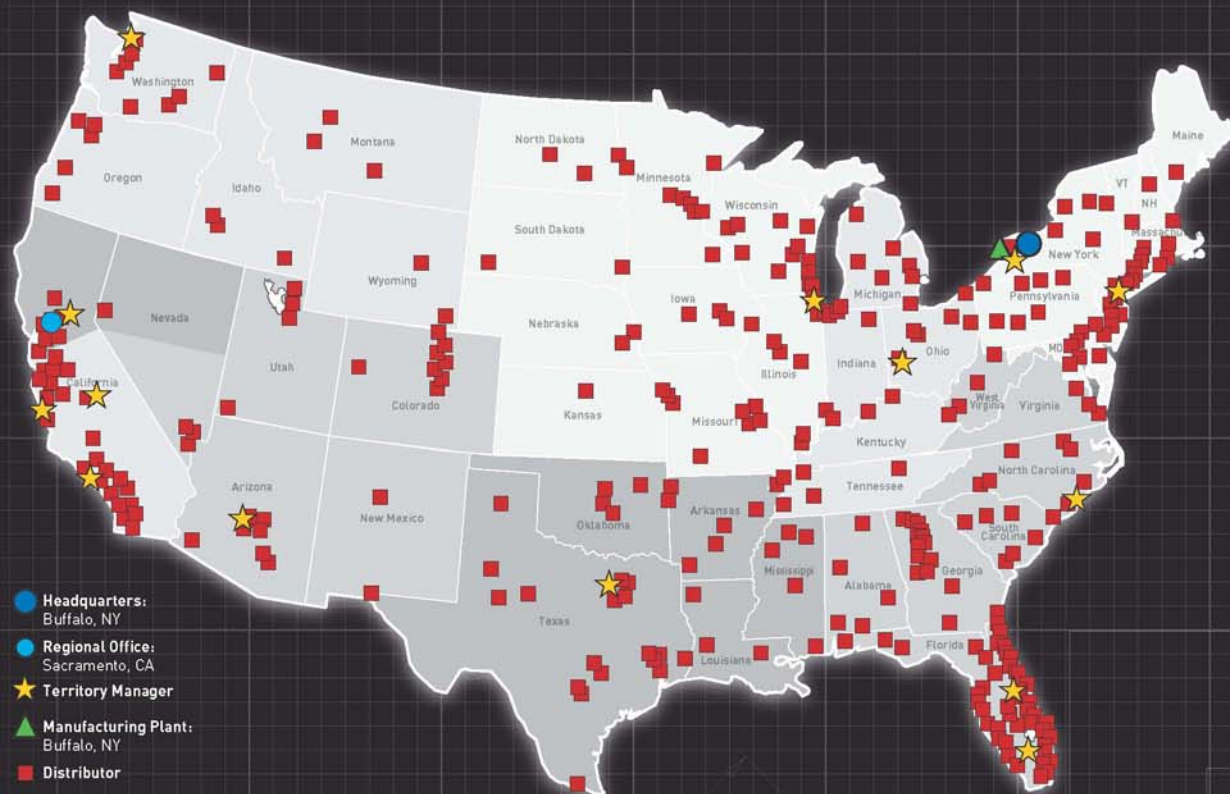 Washington
Maine
Montana
North Dakota
Minnesota
Oregon
VT
Idaho
NH
Wisconsin
South Dakota
Massachu
New York
Wyoming
Michigan
Pennsylvania
Iowa
Nevada
Nebraska
Ohio
MD
Utah
Indiana
Illinois
California
Colorado
West
Virginia
Virginia
Kansas
Missouri
Kentucky
North Carolina
Arizona
Tennessee
New Mexico
Oklahoma
Arkansas
South
Carolina
Mississippi
Georgia
Alabama
Texas
Florida
Louisiana
Headquarters:
Buffalo, NY
Regional Office:
Sacramento, CA
Territory Manager
Manufacturing Plant:
Buffalo, NY
Distributor